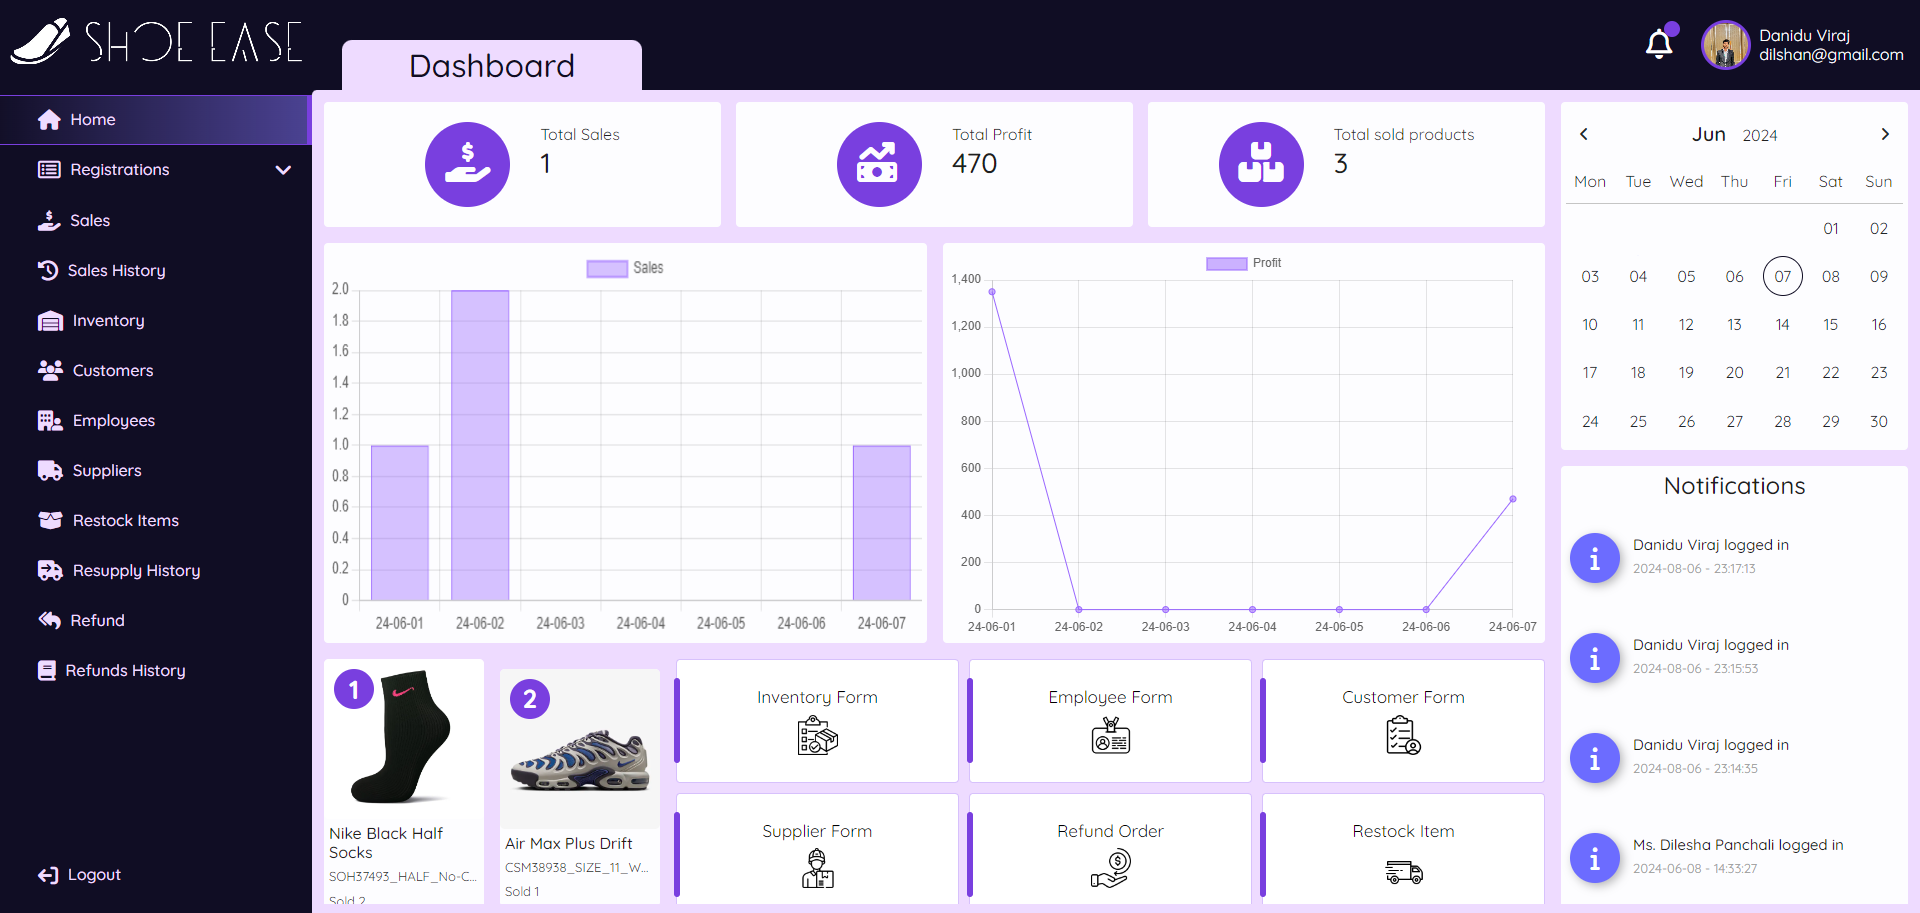 SHOE EASE
Dashboard
Danidu Viraj
dilshan@gmail.com
Home
Registrations
Sales
Sales History
Inventory
Customers
Employees
Suppliers
Restock Items
Resupply History
Refund
Refunds History
Logout
Total Sales
1
Total Profit
470
Total sold products
3
Sales
2.0
1.8
1.6
1.4
1.2
1.0
0.8
0.6
0.4
0.2
0
24-06-01 24-06-02 24-06-03 24-06-04 24-06-05 24-06-06 24-06-07
Profit
1,400
1,200
1,000
800
600
400
200
0
24-06-01 24-06-02 24-06-03 24-06-04 24-06-05 24-06-06 24-06-07
Jun 2024
Mon Tue Wed Thu Fri Sat Sun
01 02
03 04 05 06 07 08 09
10 11 12 13 14 15 16
17 18 19 20 21 22 23
24 25 26 27 28 29 30
1
Nike Black Half
Socks
SOH37493_HALF_No-C...
Sold 2
2
Air Max Plus Drift
CSM38938_SIZE_11_W...
Sold 1
Inventory Form
Employee Form
Customer Form
Supplier Form
Refund Order
Restock Item
Notifications
Danidu Viraj logged in
2024-08-06 - 23:17:13
Danidu Viraj logged in
2024-08-06 - 23:15:53
Danidu Viraj logged in
2024-08-06 - 23:14:35
Ms. Dilesha Panchali logged in
2024-06-08 - 14:33:27